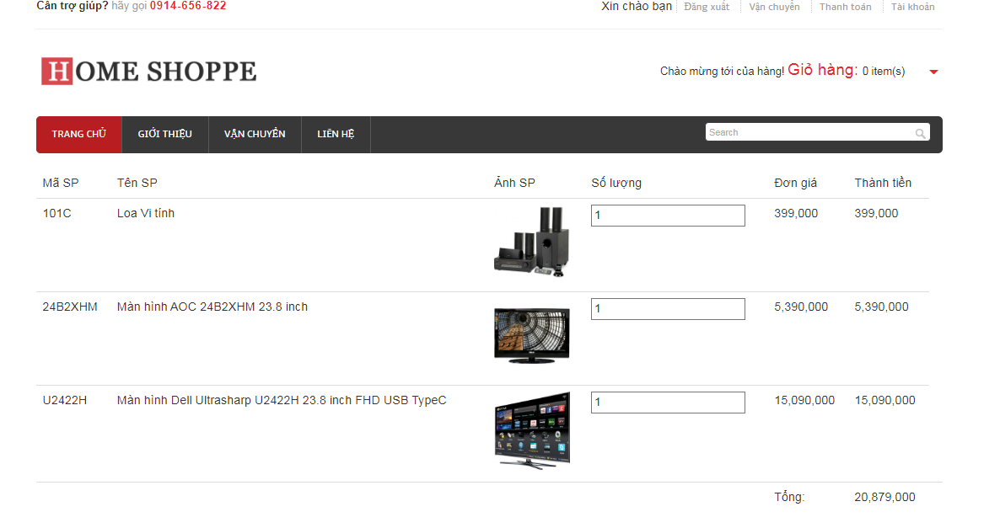 Cần trợ giúp? hãy gọi 0914-656-822 Xin chào bạn Đăng xuất Vận chuyển Thanh toán Tài khoản
HOME SHOPPE Chào mừng tới của hàng! Giỏ hàng: 0 item(s)
TRANG CHỦ GIỚI THIỆU VẬN CHUYỂN LIÊN HỆ Search
Mã SP Tên SP Ảnh SP Số lượng Đơn giá Thành tiền
101C Loa Vi tính 1 399,000 399,000
24B2XHM Màn hình AOC 24B2XHM 23.8 inch 1 5,390,000 5,390,000
U2422H Màn hình Dell Ultrasharp U2422H 23.8 inch FHD USB TypeC 1 15,090,000 15,090,000
Tổng: 20,879,000